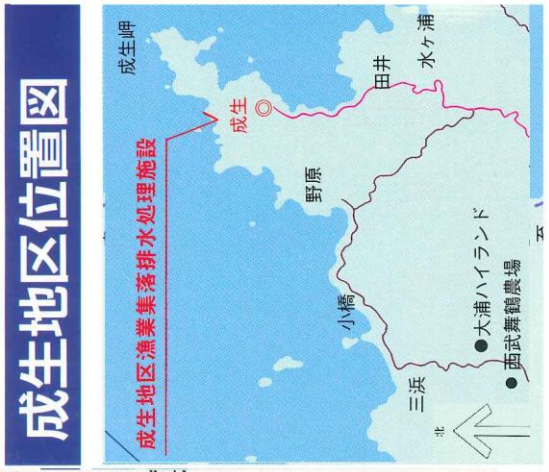 成生地区位置図
成生岬
成生地区漁業集落排水処理施設
成生
田井
水ヶ浦
野原
小橋
三浜
●大浦ハイランド
●西武舞鶴農場
北